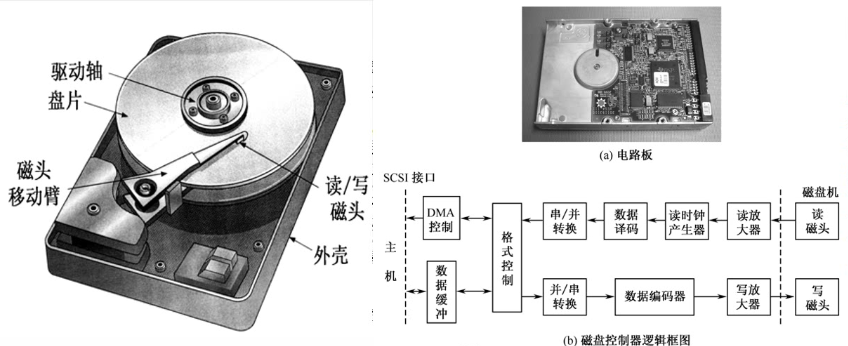 驱动轴
盘片
磁头
移动臂
读/写
磁头
外壳
(a) 电路板
SCSI 接口
磁盘机
主
机
DMA
控制
数
据
缓
冲
格
式
控
制
串/并
转换
数据
译码
读时钟
产生器
读放
大器
读
磁头
并/串
转换
数据编码器
写放
大器
写
磁头
(b) 磁盘控制器逻辑框图